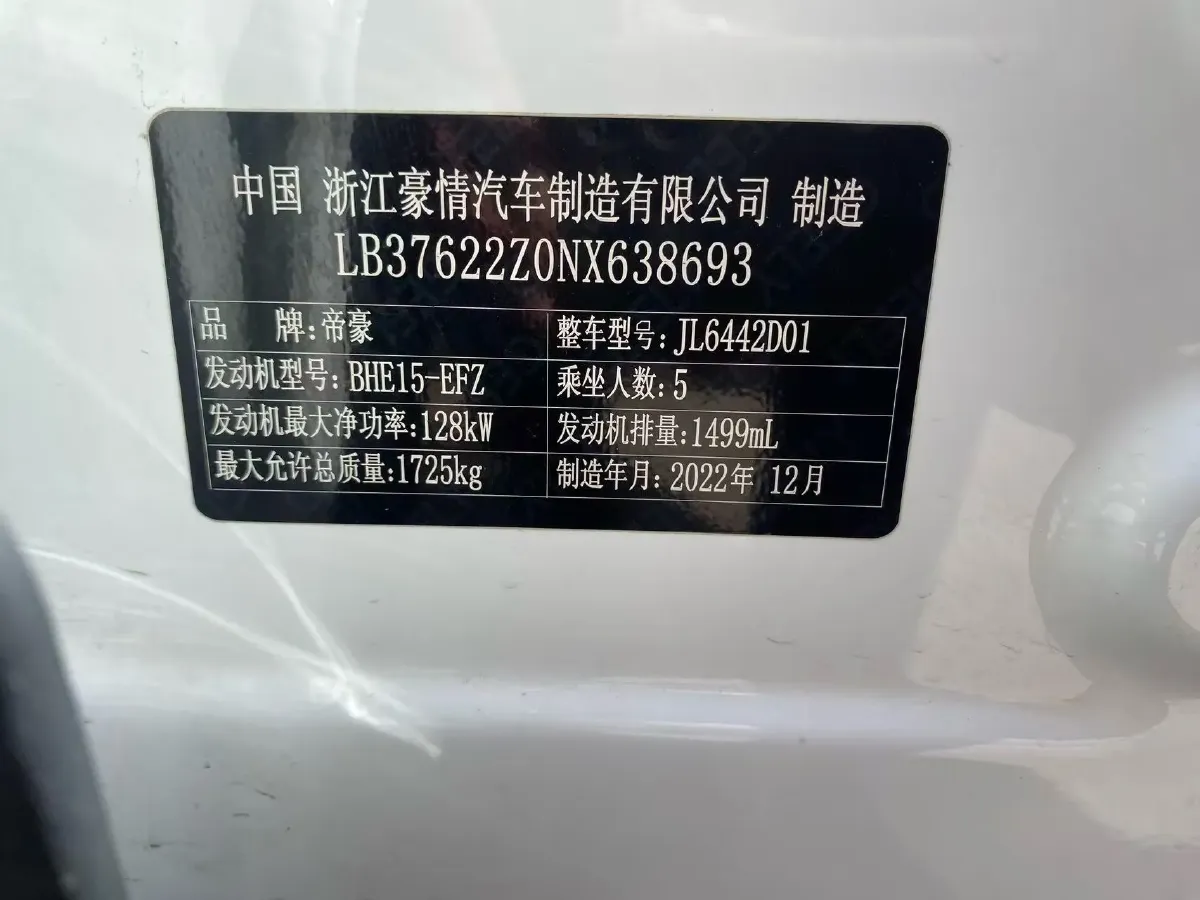 中国 浙江豪情汽车制造有限公司 制造
LB37622Z0NX638693
品 牌:帝豪 整车型号:JL6442D01
发动机型号:BHE15-EFZ 乘坐人数:5
发动机最大净功率:128kW 发动机排量:1499mL
最大允许总质量:1725kg 制造年月:2022年 12月